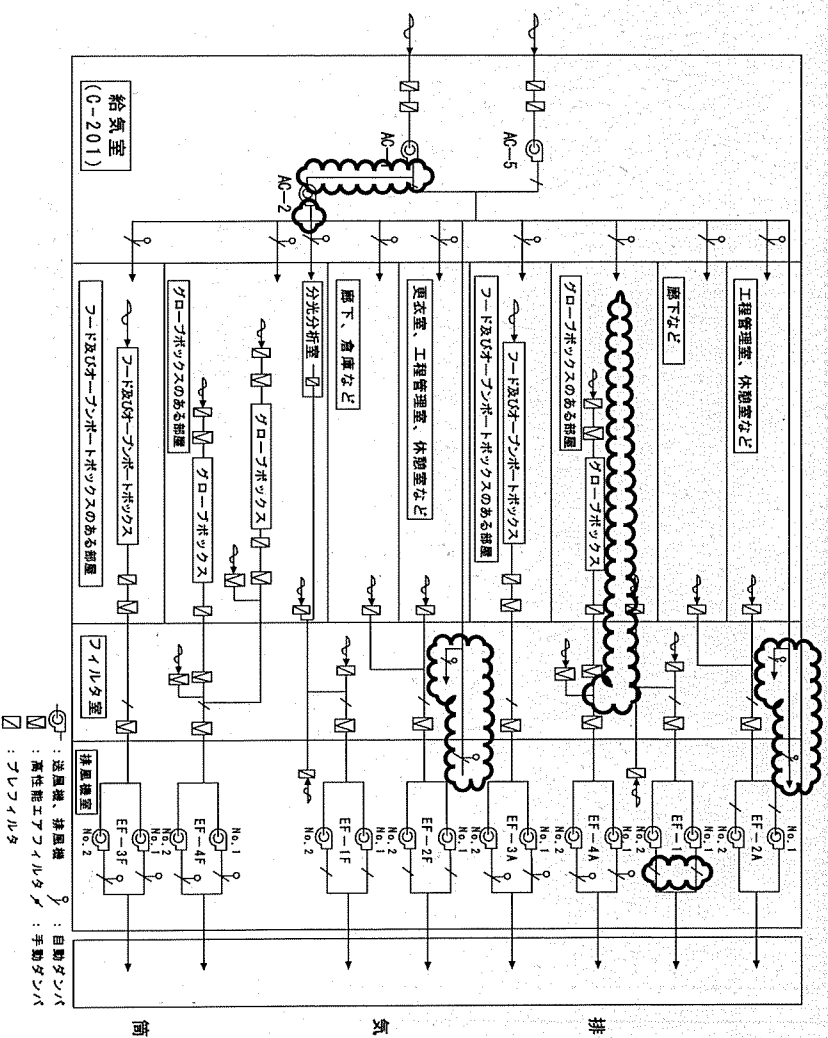 排
気
筒
給気室
(C-201)
AC-5
AC-
AC-2
工程管理室、休憩室など
廊下など
グローブボックスのある部屋
グローブボックス
フード及びオープンポートボックスのある部屋
フード及びオープンポートボックス
更衣室、工程管理室、休憩室など
廊下、倉庫など
分光分析室
グローブボックス
グローブボックスのある部屋
グローブボックス
フード及びオープンポートボックス
フード及びオープンポートボックスのある部屋
フィルタ室
排風機室
No.1
EF-2A
No.2
No.1
EF-1
No.2
No.1
EF-4A
No.2
No.1
EF-3A
No.2
No.1
EF-2F
No.2
No.1
EF-1F
No.2
No.1
EF-4F
No.2
No.1
EF-3F
No.2
：送風機、排風機
：自動ダンパ
：高性能エアフィルタ
：手動ダンパ
：プレフィルタ